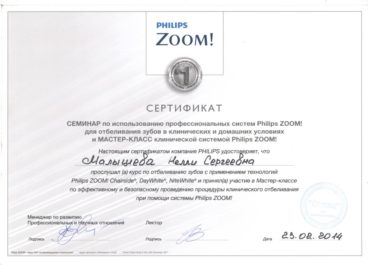 PHILIPS
ZOOM!
1
СЕРТИФИКАТ
СЕМИНАР по использованию профессиональных систем Philips ZOOM!
для отбеливания зубов в клинических и домашних условиях
и МАСТЕР-КЛАСС клинической системой Philips ZOOM!
Настоящим сертификатом компания PHILIPS удостоверяет, что
Малышева Нелли Сергеевна
прослушал (а) курс по отбеливанию зубов с применением технологий
Philips ZOOM! Chairside®, DayWhite®, NiteWhite® и принял(а) участие в Мастер-классе
по эффективному и безопасному проведению процедуры клинического отбеливания
при помощи системы Philips ZOOM!
Менеджер по развитию
Профессиональных и обучающих программ
Лектор
Подпись
Подпись
Дата
23.08.2014